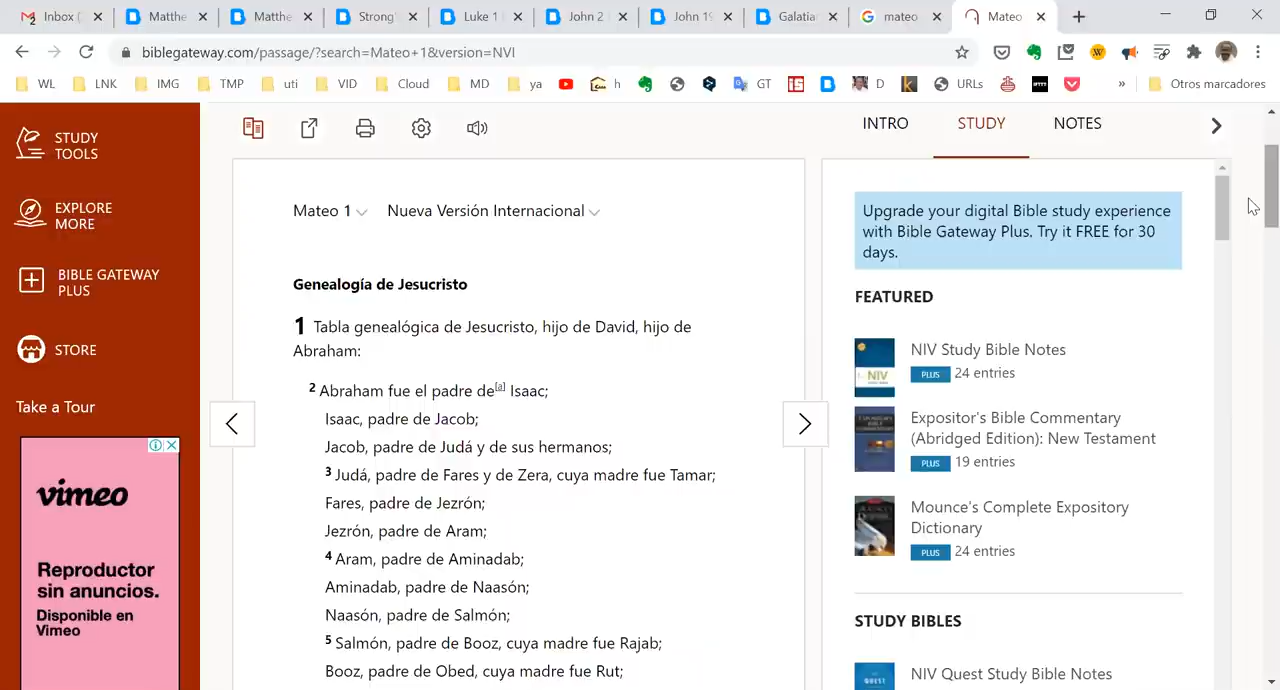 Inbox (2
Matthe
Matthe
Strong'
Luke 1
John 2
John 19
Galatia
mateo
Mateo
biblegateway.com/passage/?search=Mateo+1&version=NVI
WL LNK IMG TMP uti VID Cloud MD ya h GT D URLs » Otros marcadores
STUDY
TOOLS
EXPLORE
MORE
BIBLE GATEWAY
PLUS
STORE
Take a Tour
vimeo
Reproductor
sin anuncios.
Disponible en
Vimeo
Mateo 1 Nueva Versión Internacional
Genealogía de Jesucristo
1 Tabla genealógica de Jesucristo, hijo de David, hijo de
Abraham:
2 Abraham fue el padre de[a] Isaac;
Isaac, padre de Jacob;
Jacob, padre de Judá y de sus hermanos;
3 Judá, padre de Fares y de Zera, cuya madre fue Tamar;
Fares, padre de Jezrón;
Jezrón, padre de Aram;
4 Aram, padre de Aminadab;
Aminadab, padre de Naasón;
Naasón, padre de Salmón;
5 Salmón, padre de Booz, cuya madre fue Rajab;
Booz, padre de Obed, cuya madre fue Rut;
INTRO STUDY NOTES
Upgrade your digital Bible study experience
with Bible Gateway Plus. Try it FREE for 30
days.
FEATURED
NIV
NIV Study Bible Notes
PLUS 24 entries
Expositor's Bible Commentary
(Abridged Edition): New Testament
PLUS 19 entries
Mounce's Complete Expository
Dictionary
PLUS 24 entries
STUDY BIBLES
QUEST
NIV Quest Study Bible Notes